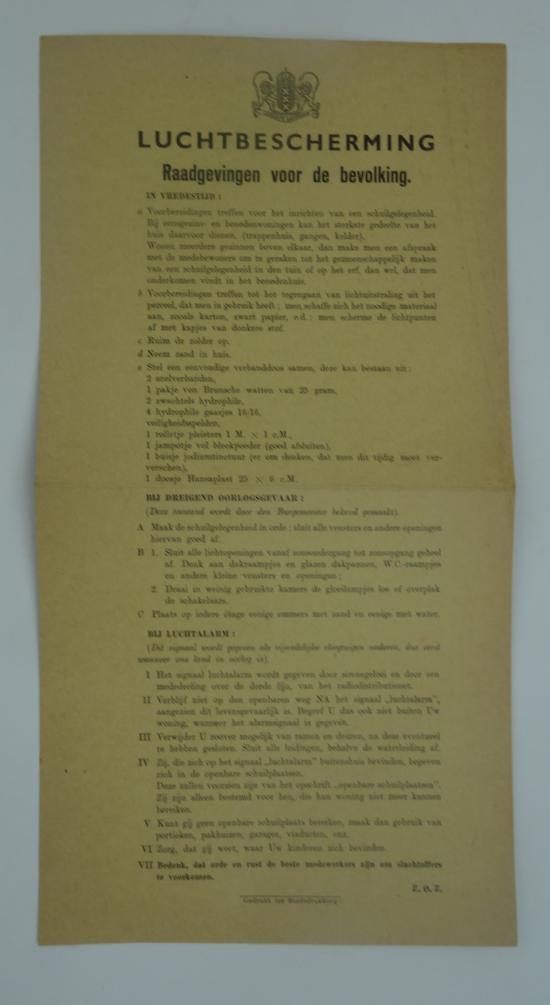 LUCHTBESCHERMING
Raadgevingen voor de bevolking.
IN VREDESTIJD :
a Voorbereidingen treffen voor het inrichten van een schuilgelegenheid.
Bij eensgezins- en benedenwoningen kan het sterkste gedeelte van het
huis daarvoor dienen, (trappenhuis, gangen, kelder).
Wonen meerdere gezinnen boven elkaar, dan make men een afspraak
met de medebewoners om te geraken tot het gemeenschappelijk maken
van een schuilgelegenheid in den tuin of op het erf, dan wel, dat men
onderkomen vindt in het benedenhuis.
b Voorbereidingen treffen tot het tegengaan van lichtuitstraling uit het
perceel, dat men in gebruik heeft ; men schaffe zich het noodige materiaal
aan, zooals karton, zwart papier, e.d. ; men scherme de lichtpunten
af met kapjes van donkere stof.
c Ruim de zolder op.
d Neem zand in huis.
e Stel een eenvoudige verbanddoos samen, deze kan bestaan uit :
2 snelverbanden,
1 pakje von Brunsche watten van 25 gram,
2 zwachtels hydrophile,
4 hydrophile gaasjes 16/16,
veiligheidsspelden,
1 rolletje pleisters 1 M. × 1 c.M.,
1 jampotje vol bleekpoeder (goed afsluiten),
1 buisje jodiumtinctuur (er om denken, dat men dit tijdig moet ver-
verschen),
1 doosje Hansaplast 25 × 6 c.M.
BIJ DREIGEND OORLOGSGEVAAR :
(Deze toestand wordt door den Burgemeester bekend gemaakt).
A Maak de schuilgelegenheid in orde ; sluit alle vensters en andere openingen
hiervan goed af.
B 1. Sluit alle lichtopeningen vanaf zonsondergang tot zonsopgang geheel
af. Denk aan dakraampjes en glazen dakpannen, W.C.-raampjes
en andere kleine vensters en openingen ;
2. Draai in weinig gebruikte kamers de gloeilampjes los of overplak
de schakelaars.
C Plaats op iedere étage eenige emmers met zand en eenige met water.
BIJ LUCHTALARM :
(Dit signaal wordt gegeven als vijandelijke vliegtuigen naderen, dus eerst
wanneer ons land in oorlog is).
I Het signaal luchtalarm wordt gegeven door sirenegeloei en door een
mededeeling over de derde lijn, van het radiodistributienet.
II Verblijf niet op den openbaren weg NA het signaal „luchtalarm",
aangezien dit levensgevaarlijk is. Begeef U dus ook niet buiten Uw
woning, wanneer het alarmsignaal is gegeven.
III Verwijder U zoover mogelijk van ramen en deuren, na deze eventueel
te hebben gesloten. Sluit alle leidingen, behalve de waterleiding af.
IV Zij, die zich op het signaal „luchtalarm" buitenshuis bevinden, begeven
zich in de openbare schuilplaatsen.
Deze zullen voorzien zijn van het opschrift „openbare schuilplaatsen".
Zij zijn alleen bestemd voor hen, die hun woning niet meer kunnen
bereiken.
V Kunt gij geen openbare schuilplaats bereiken, maak dan gebruik van
portieken, pakhuizen, garages, viaducten, enz.
VI Zorg, dat gij weet, waar Uw kinderen zich bevinden.
VII Bedenk, dat orde en rust de beste medewerkers zijn om slachtoffers
te voorkomen.
Z. O. Z.
Gedrukt ter Stadsdrukkerij